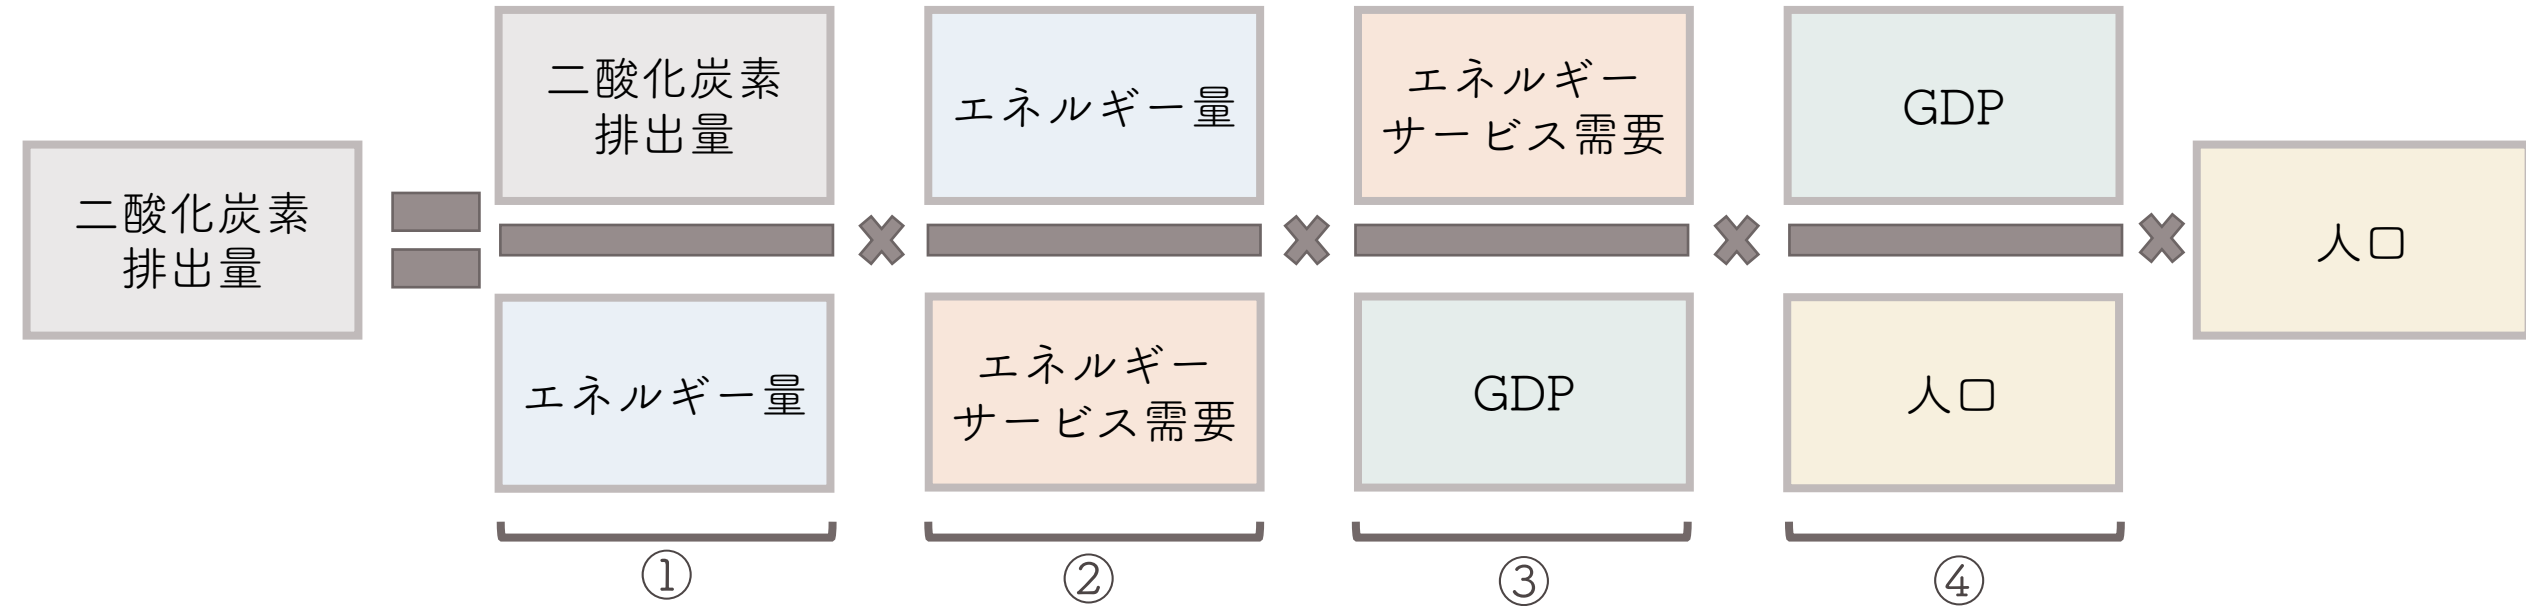 二酸化炭素
排出量
二酸化炭素
排出量
エネルギー量
エネルギー量
エネルギー
サービス需要
エネルギー
サービス需要
GDP
GDP
人口
人口
①
②
③
④